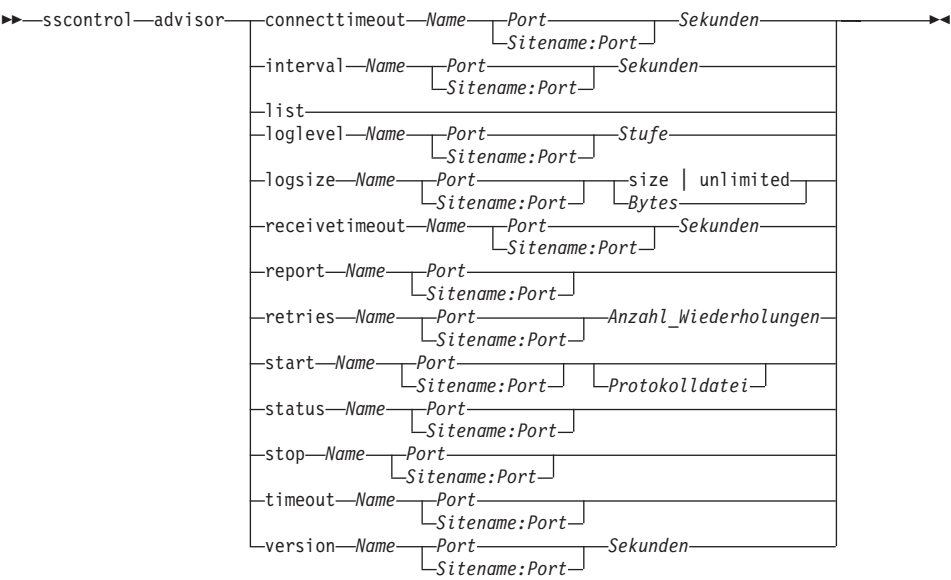 sscontrol advisor connecttimeout Name Port Sekunden
Sitename:Port
interval Name Port Sekunden
Sitename:Port
list
loglevel Name Port Stufe
Sitename:Port
logsize Name Port size | unlimited
Sitename:Port Bytes
receivetimeout Name Port Sekunden
Sitename:Port
report Name Port
Sitename:Port
retries Name Port Anzahl_Wiederholungen
Sitename:Port
start Name Port
Sitename:Port Protokolldatei
status Name Port
Sitename:Port
stop Name Port
Sitename:Port
timeout Name Port
Sitename:Port
version Name Port Sekunden
Sitename:Port